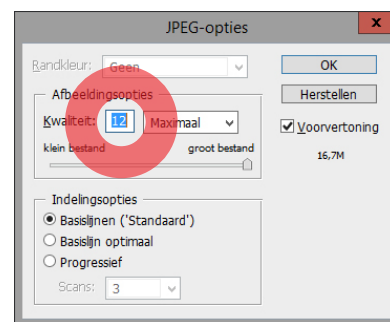 JPEG-opties
x
Randkleur: Geen
OK
Afbeeldingsopties
Herstellen
Kwaliteit: 12 Maximaal
Voorvertoning
klein bestand groot bestand
16,7M
Indelingsopties
Basislijnen ('Standaard')
Basislijn optimaal
Progressief
Scans: 3